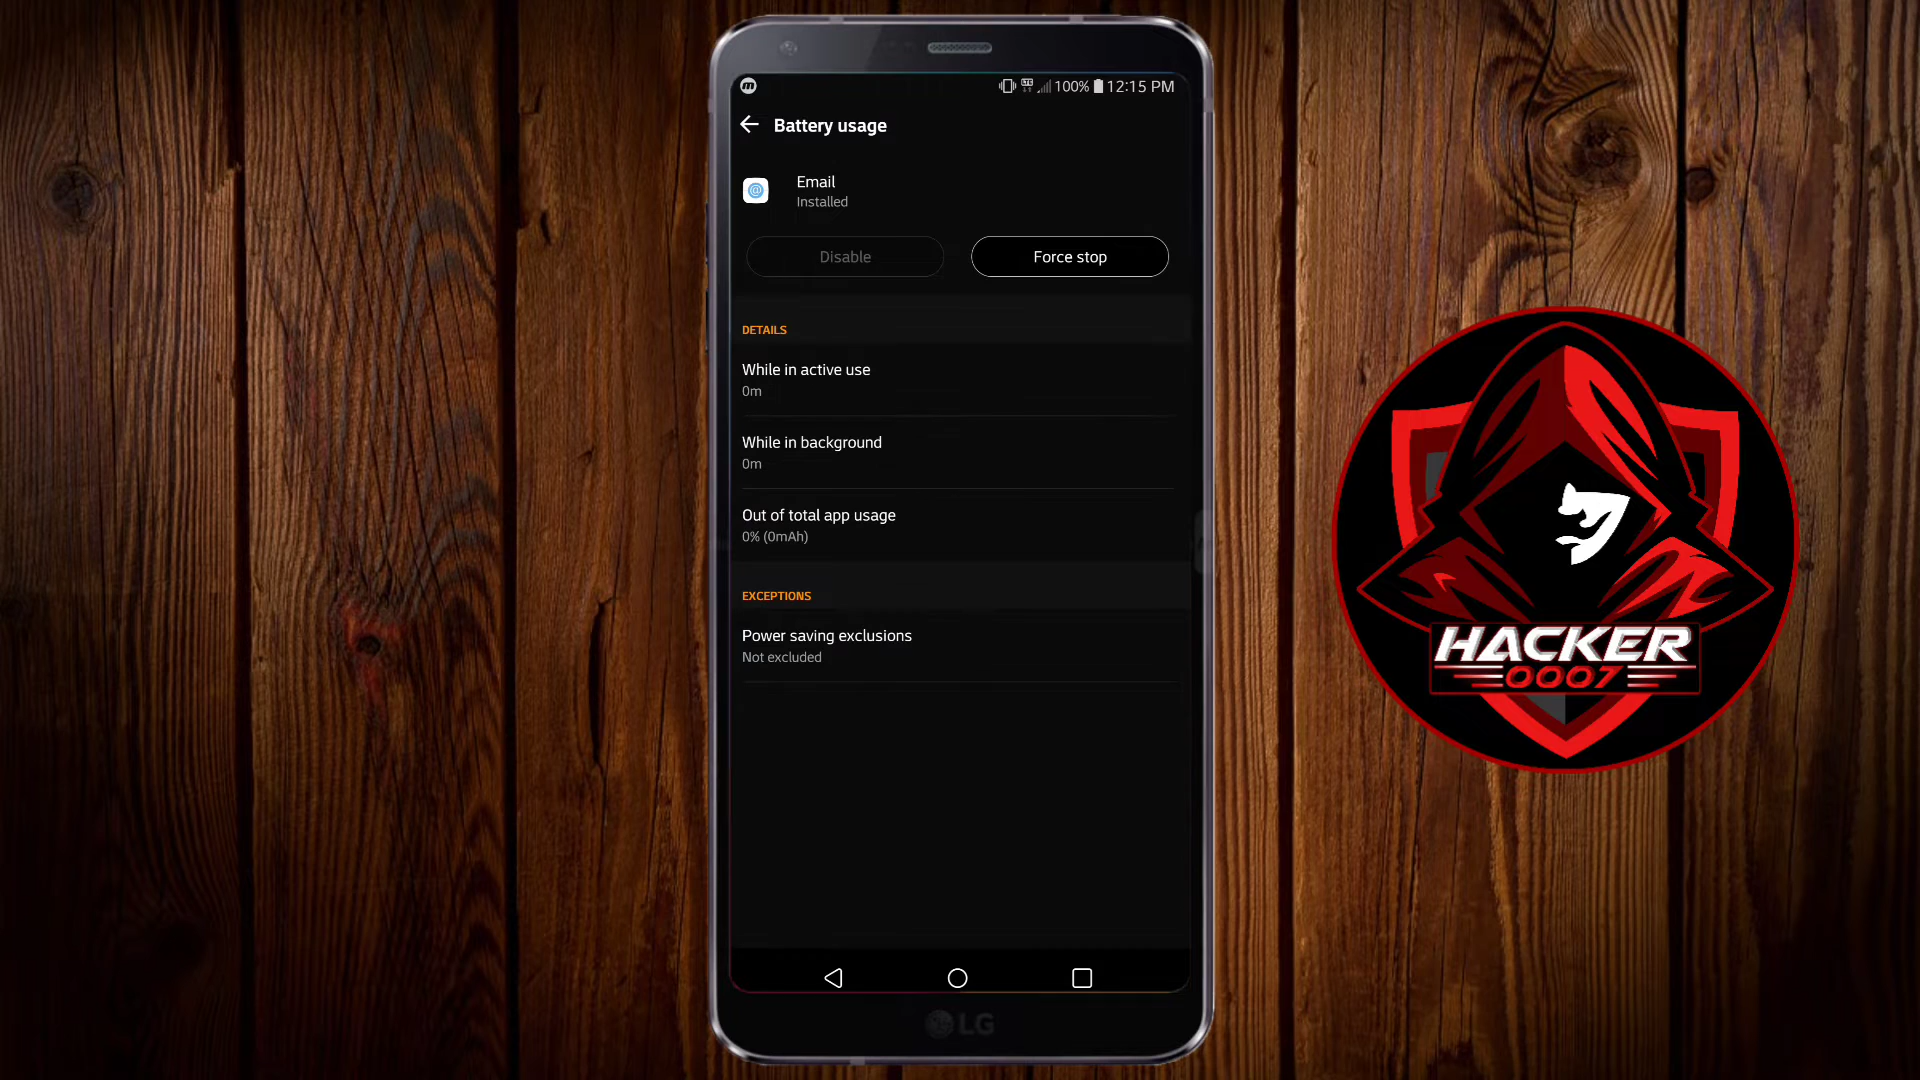 100% 12:15 PM
Battery usage
Email
Installed
Disable
Force stop
DETAILS
While in active use
0m
While in background
0m
Out of total app usage
0% (0mAh)
EXCEPTIONS
Power saving exclusions
Not excluded
LG
HACKER
0007